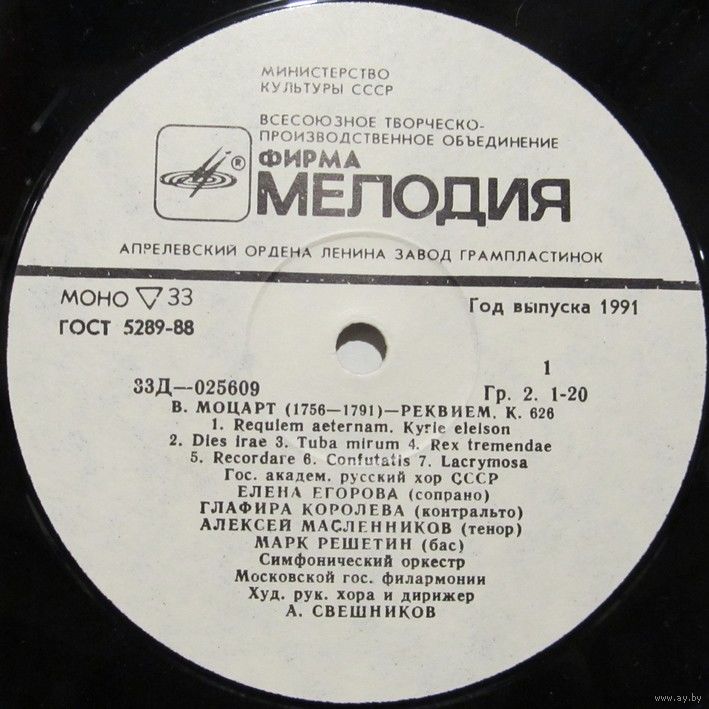 МИНИСТЕРСТВО
КУЛЬТУРЫ СССР
ВСЕСОЮЗНОЕ ТВОРЧЕСКО-
ПРОИЗВОДСТВЕННОЕ ОБЪЕДИНЕНИЕ
®
ФИРМА
МЕЛОДИЯ
АПРЕЛЕВСКИЙ ОРДЕНА ЛЕНИНА ЗАВОД ГРАМПЛАСТИНОК
МОНО ▽ 33
Год выпуска 1991
ГОСТ 5289-88
1
33Д—025609
Гр. 2. 1-20
В. МОЦАРТ (1756—1791)—РЕКВИЕМ, К. 626
1. Requiem aeternam. Kyrie eleison
2. Dies irae 3. Tuba mirum 4. Rex tremendae
5. Recordare 6. Confutatis 7. Lacrymosa
Гос. академ. русский хор СССР
ЕЛЕНА ЕГОРОВА (сопрано)
ГЛАФИРА КОРОЛЕВА (контральто)
АЛЕКСЕЙ МАСЛЕННИКОВ (тенор)
МАРК РЕШЕТИН (бас)
Симфонический оркестр
Московской гос. филармонии
Худ. рук. хора и дирижер
А. СВЕШНИКОВ
www.ay.by